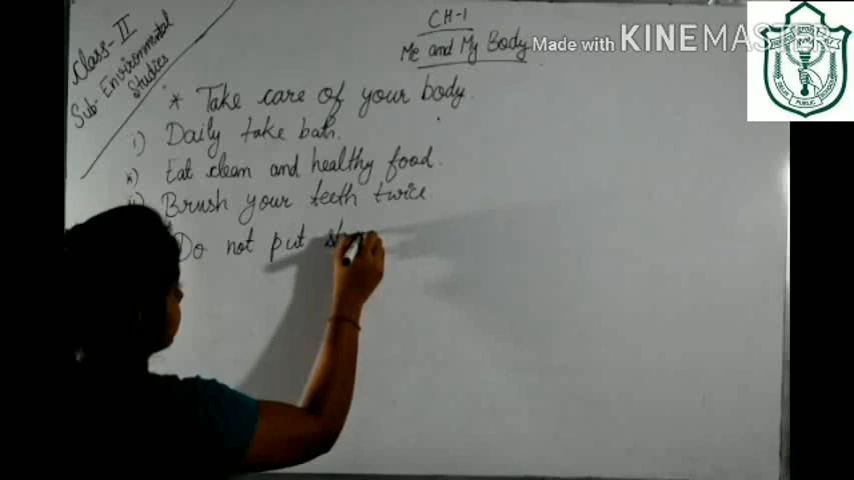 Class-II
Sub-Environmental
Studies
CH-1
Me and My Body
Made with KINEMASTER
* Take care of your body.
i) Daily take bath.
ii) Eat clean and healthy food.
Brush your teeth twice
Do not put